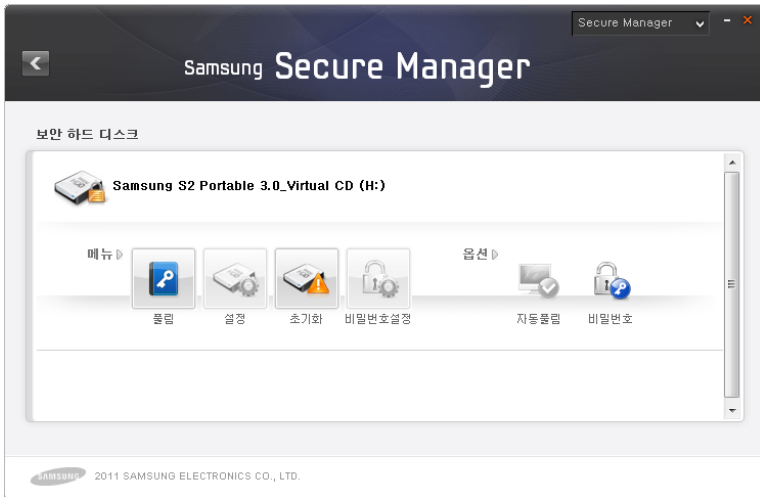 Secure Manager
Samsung Secure Manager
보안 하드 디스크
Samsung S2 Portable 3.0_Virtual CD (H:)
메뉴
옵션
풀림
설정
초기화
비밀번호설정
자동풀림
비밀번호
SAMSUNG 2011 SAMSUNG ELECTRONICS CO., LTD.